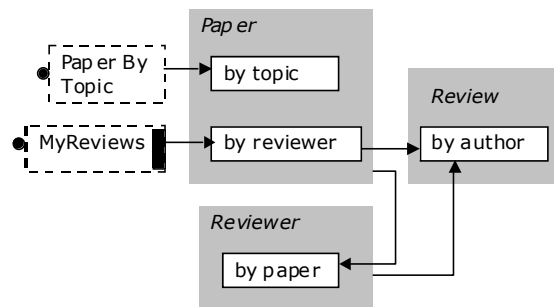 Paper
Paper By
Topic
by topic
Review
MyReviews
by reviewer
by author
Reviewer
by paper